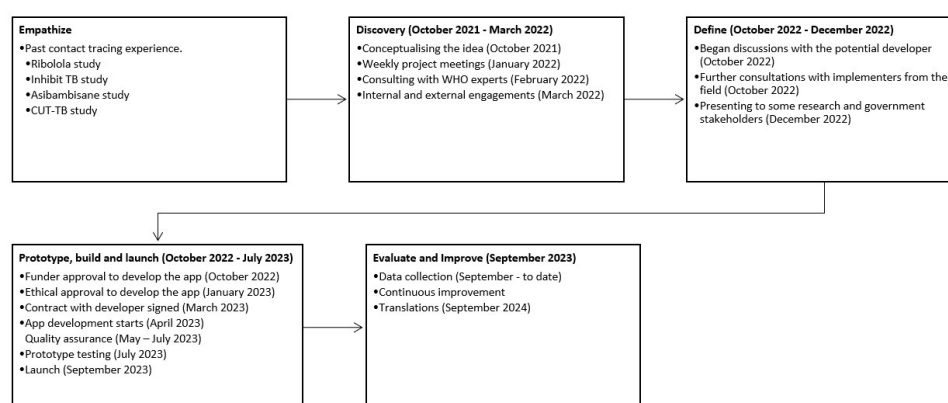 Empathize
•Past contact tracing experience.
•Ribolola study
•Inhibit TB study
•Asibambisane study
•CUT-TB study
Discovery (October 2021 - March 2022)
•Conceptualising the idea (October 2021)
•Weekly project meetings (January 2022)
•Consulting with WHO experts (February 2022)
•Internal and external engagements (March 2022)
Define (October 2022 - December 2022)
•Began discussions with the potential developer
(October 2022)
•Further consultations with implementers from the
field (October 2022)
•Presenting to some research and government
stakeholders (December 2022)
Prototype, build and launch (October 2022 - July 2023)
•Funder approval to develop the app (October 2022)
•Ethical approval to develop the app (January 2023)
•Contract with developer signed (March 2023)
•App development starts (April 2023)
Quality assurance (May – July 2023)
•Prototype testing (July 2023)
•Launch (September 2023)
Evaluate and Improve (September 2023)
•Data collection (September - to date)
•Continuous improvement
•Translations (September 2024)